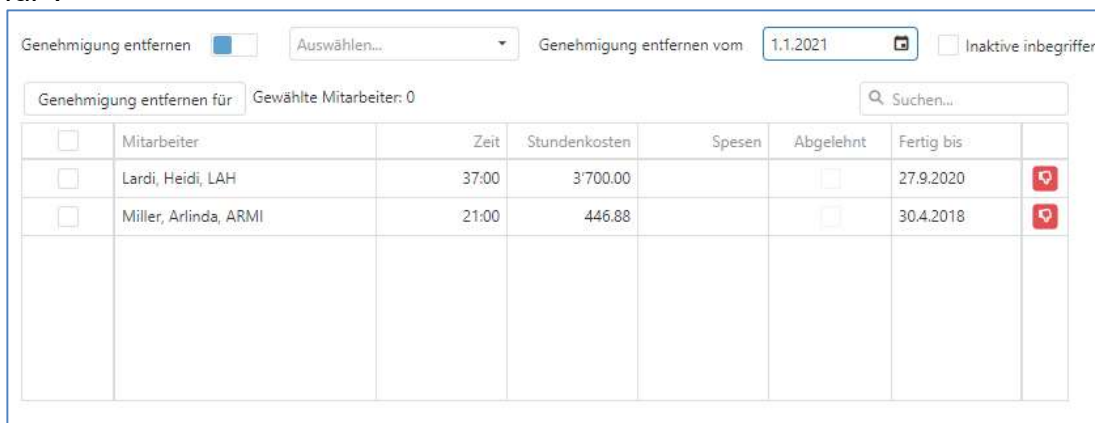 Genehmigung entfernen Auswählen... Genehmigung entfernen vom 1.1.2021 Inaktive inbegriffen
Genehmigung entfernen für Gewählte Mitarbeiter: 0 Suchen...
Mitarbeiter Zeit Stundenkosten Spesen Abgelehnt Fertig bis
Lardi, Heidi, LAH 37:00 3'700.00 27.9.2020
Miller, Arlinda, ARMI 21:00 446.88 30.4.2018